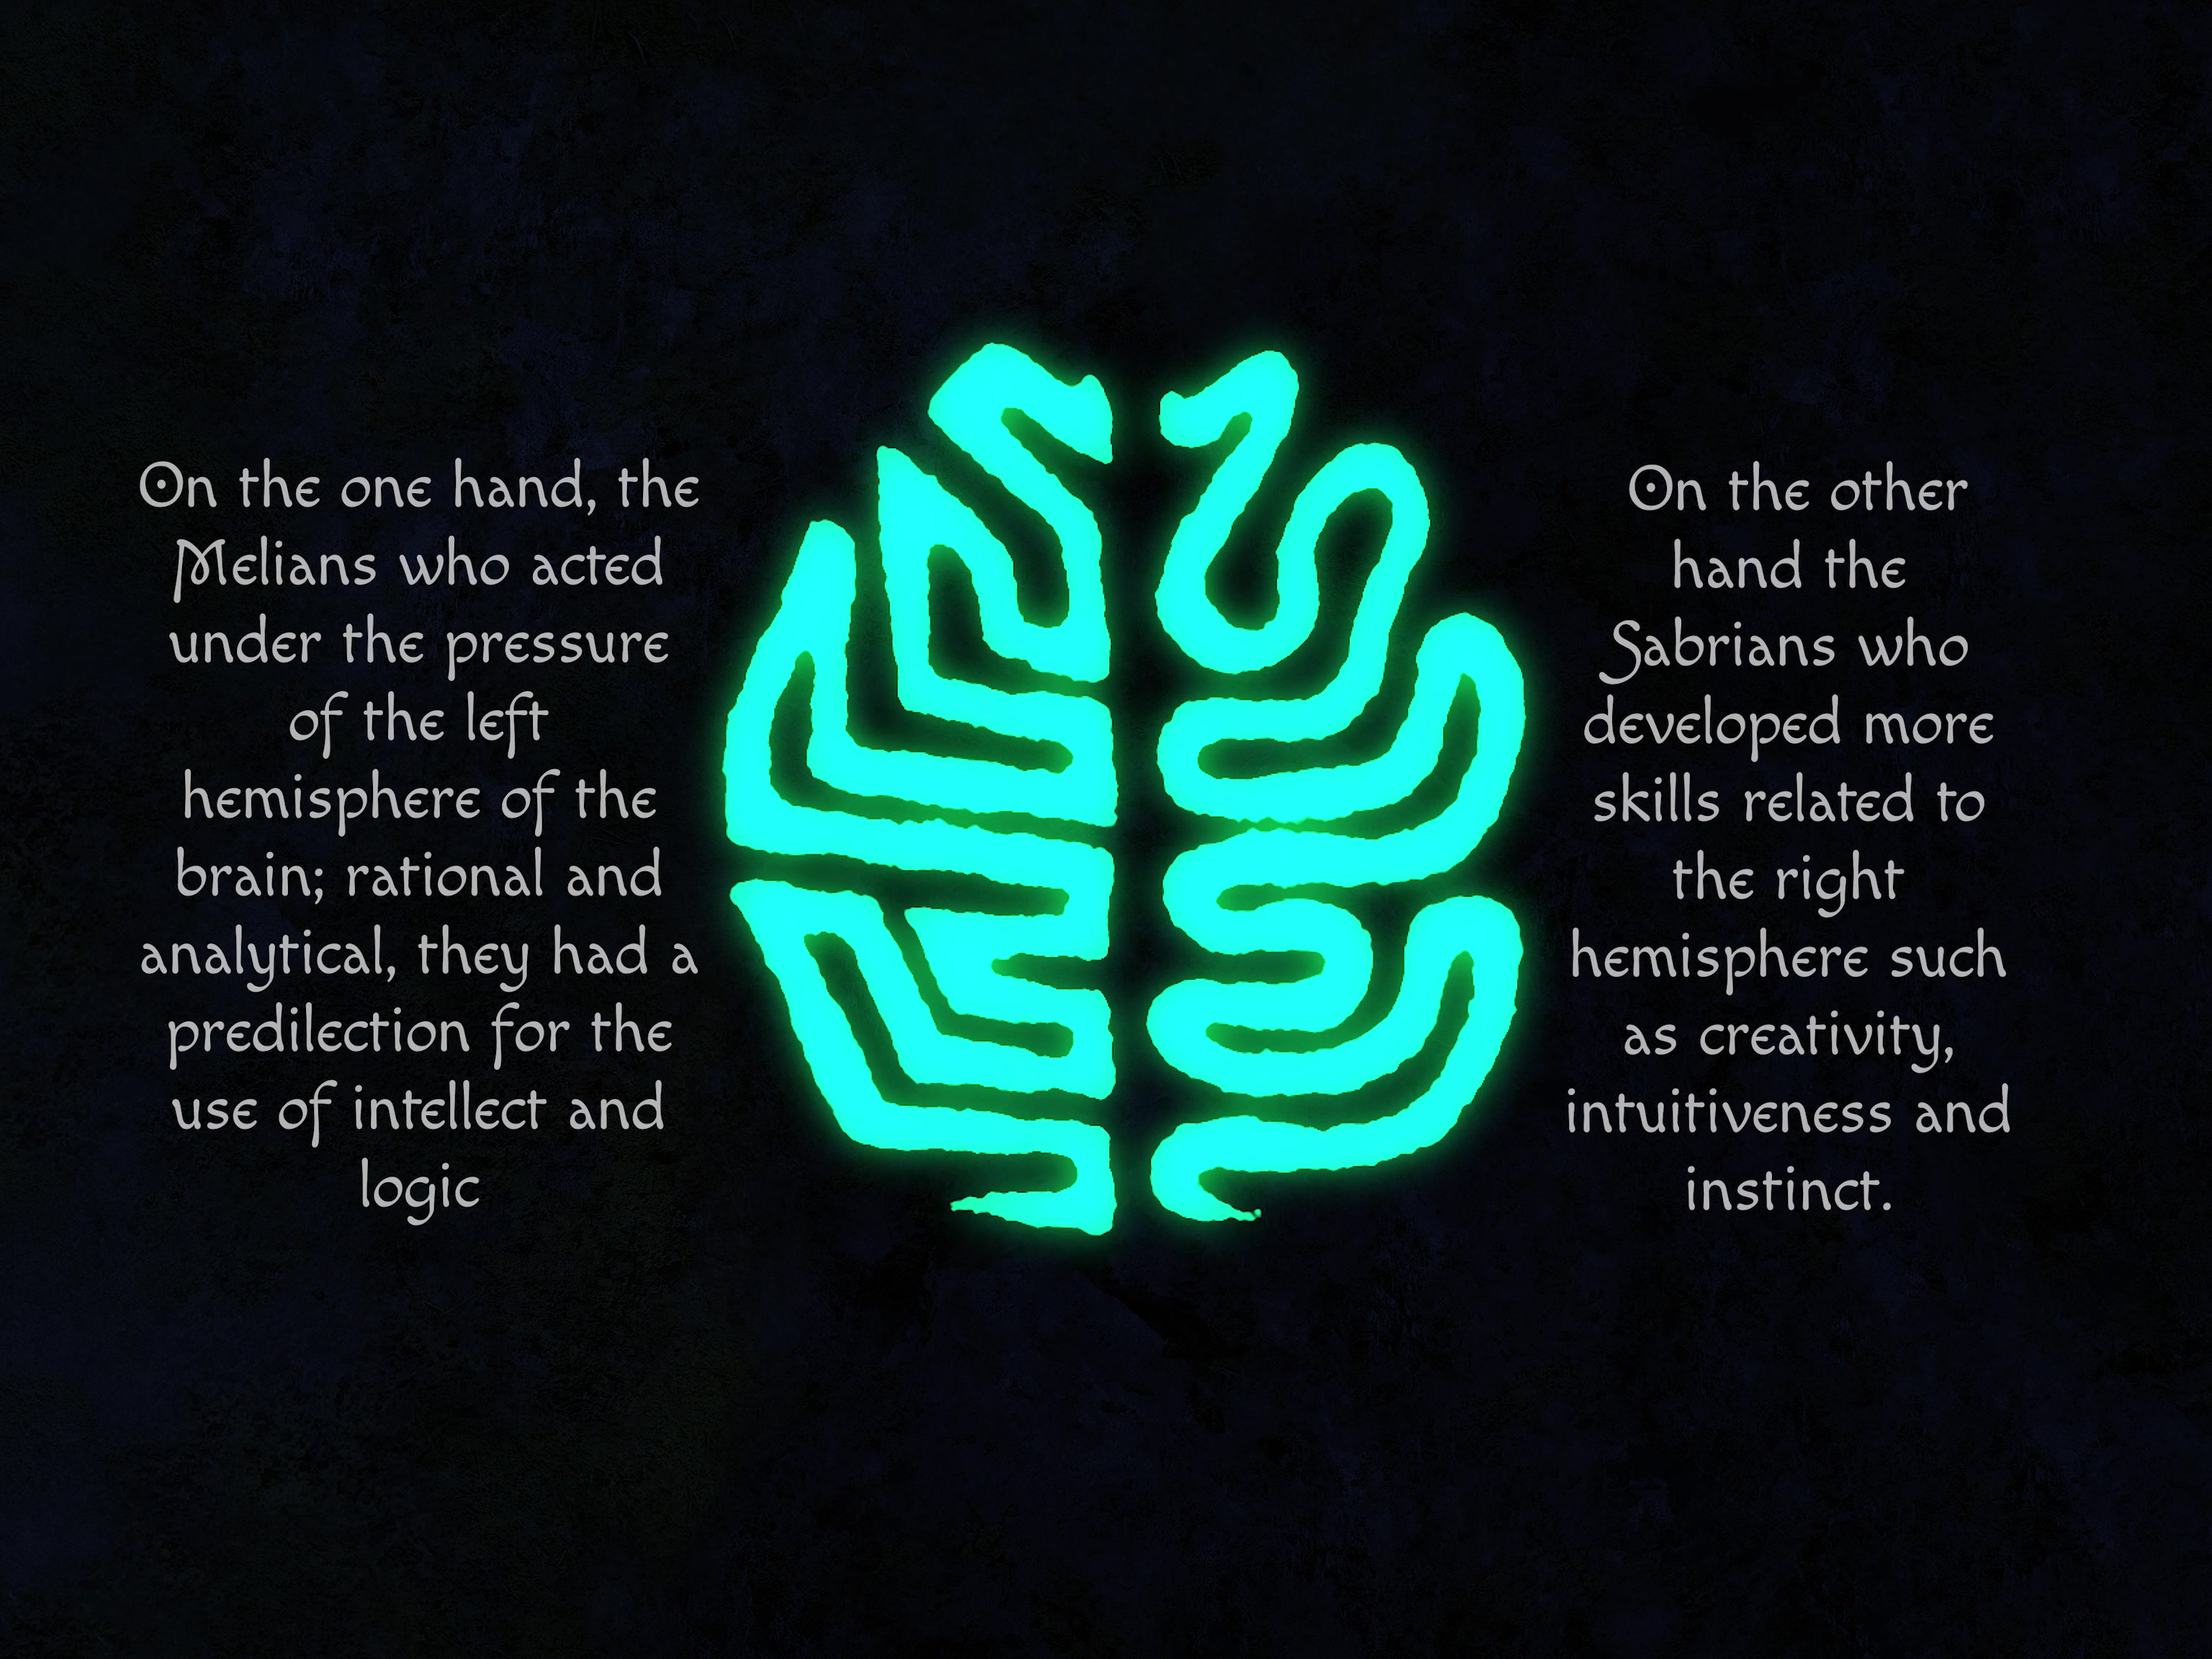 On the one hand, the
Melians who acted
under the pressure
of the left
hemisphere of the
brain; rational and
analytical, they had a
predilection for the
use of intellect and
logic
On the other
hand the
Sabrians who
developed more
skills related to
the right
hemisphere such
as creativity,
intuitiveness and
instinct.